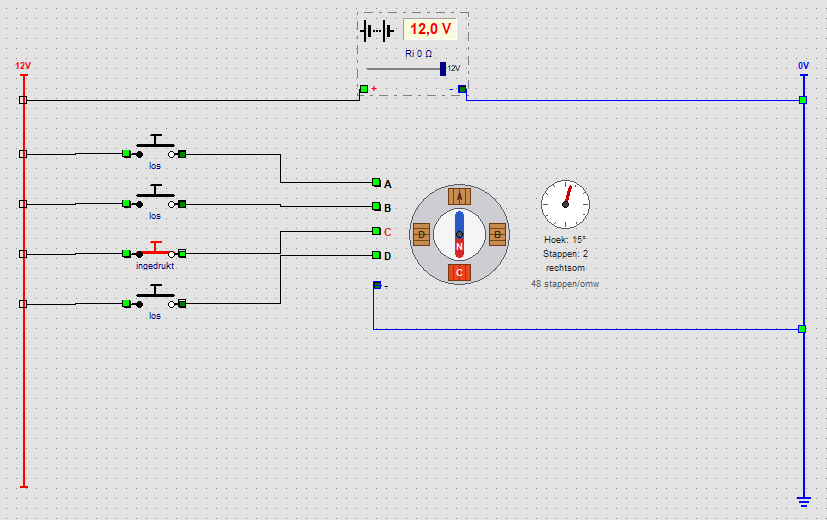 12,0 V
Ri 0 Ω
12V
12V
0V
+
-
los
A
los
B
ingedrukt
C
los
D
-
A
D
B
N
C
Hoek: 15°
Stappen: 2
rechtsom
48 stappen/omw